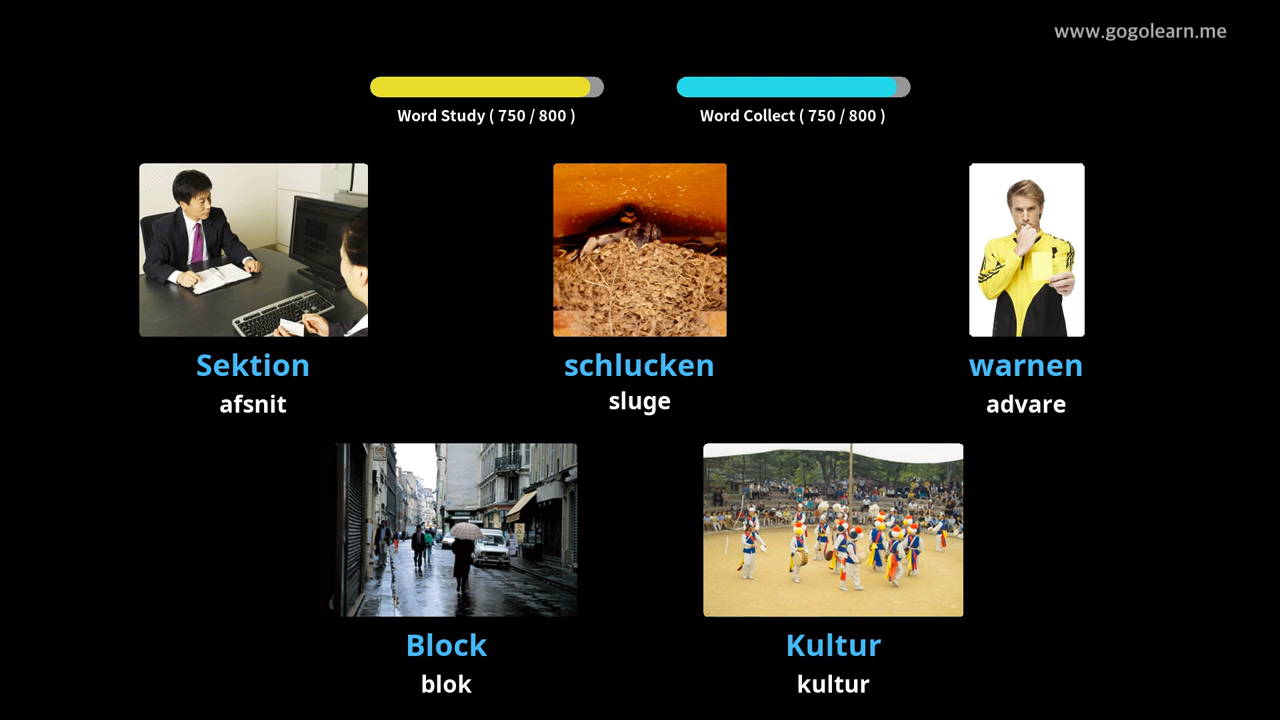 www.gogolearn.me
Word Study ( 750 / 800 )
Word Collect ( 750 / 800 )
Sektion
afsnit
schlucken
sluge
warnen
advare
Block
blok
Kultur
kultur